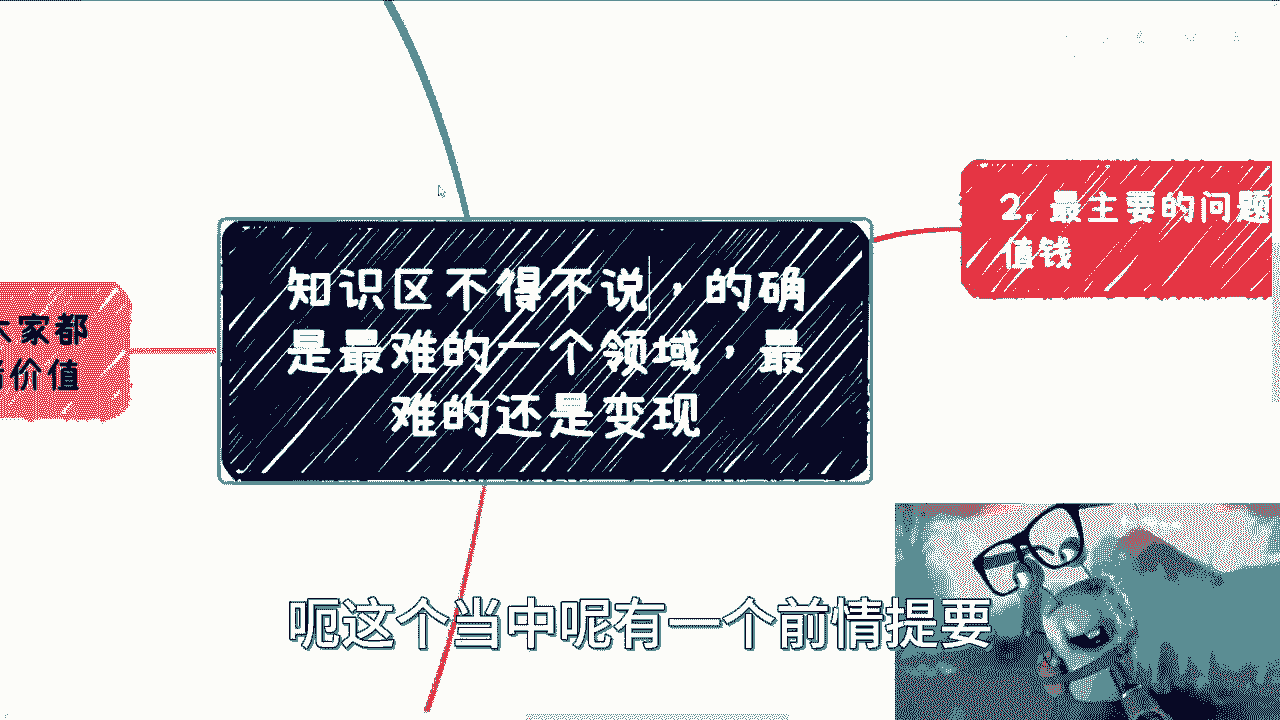 知识区不得不说，的确
是最难的一个领域，最
难的还是变现
2, 最主要的问题
值钱
大家都
价值
呃这个当中呢有一个前情提要